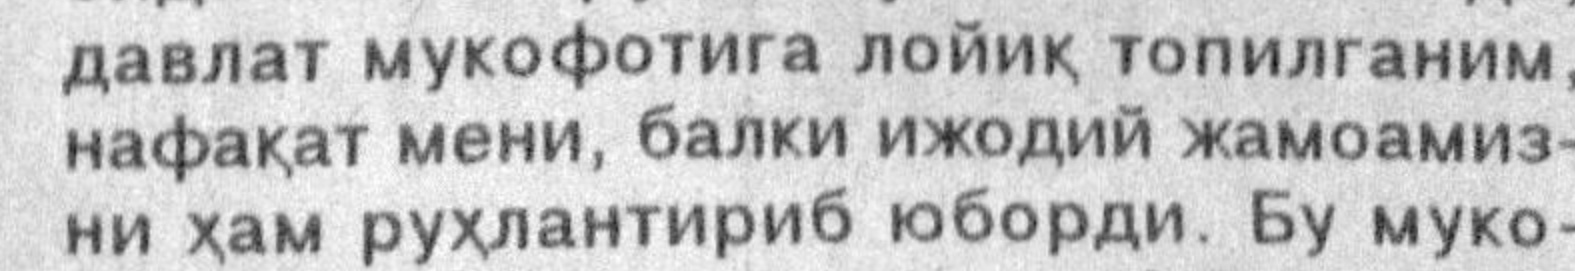 давлат мукофотига лойиқ топилганим,
нафақат мени, балки ижодий жамоамиз-
ни ҳам руҳлантириб юборди. Бу муко-